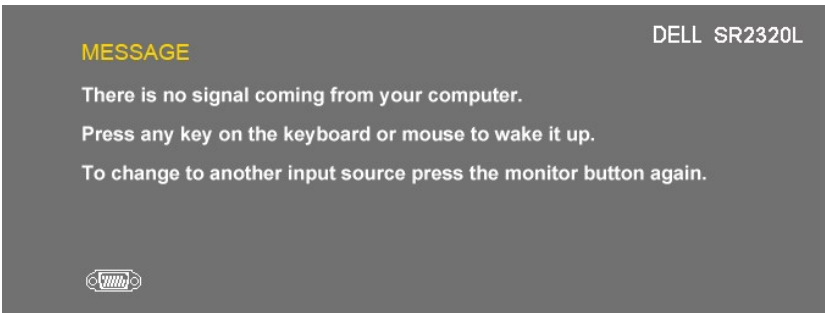 DELL SR2320L
MESSAGE
There is no signal coming from your computer.
Press any key on the keyboard or mouse to wake it up.
To change to another input source press the monitor button again.